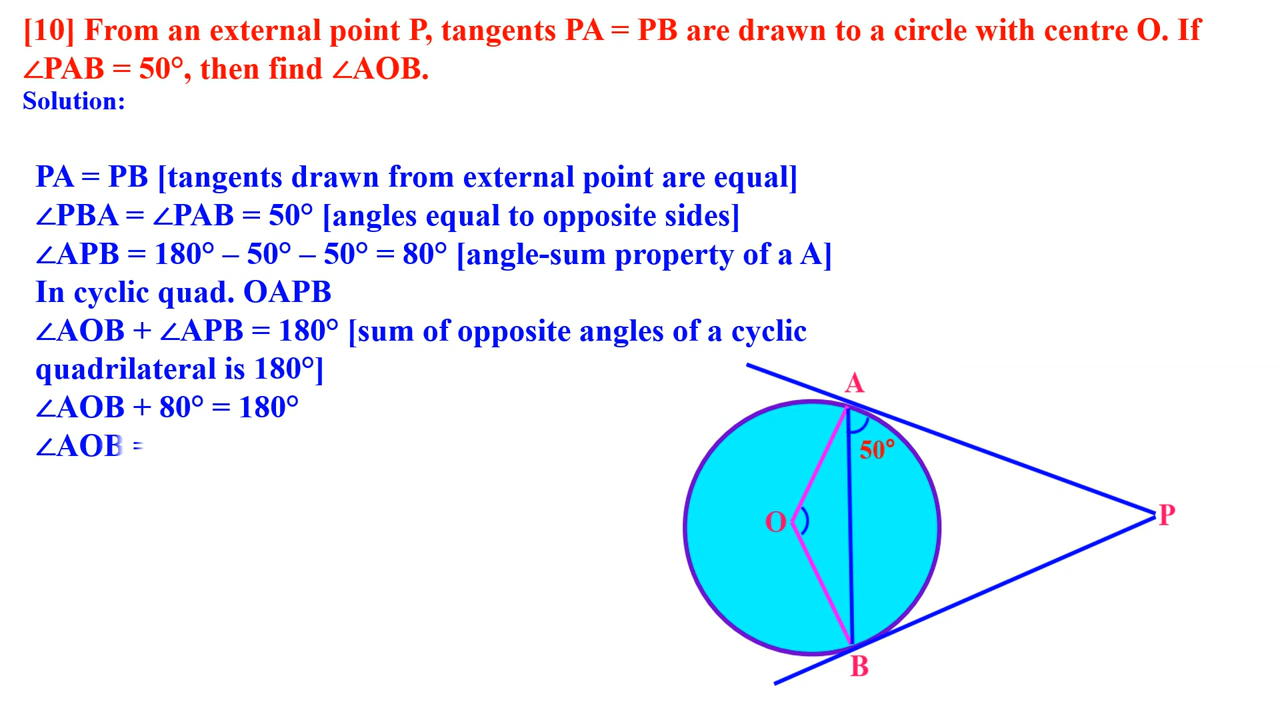 [10] From an external point P, tangents PA = PB are drawn to a circle with centre O. If
∠PAB = 50°, then find ∠AOB.
Solution:
PA = PB [tangents drawn from external point are equal]
∠PBA = ∠PAB = 50° [angles equal to opposite sides]
∠APB = 180° – 50° – 50° = 80° [angle-sum property of a A]
In cyclic quad. OAPB
∠AOB + ∠APB = 180° [sum of opposite angles of a cyclic
quadrilateral is 180°]
∠AOB + 80° = 180°
∠AOB =
A
50°
O
P
B